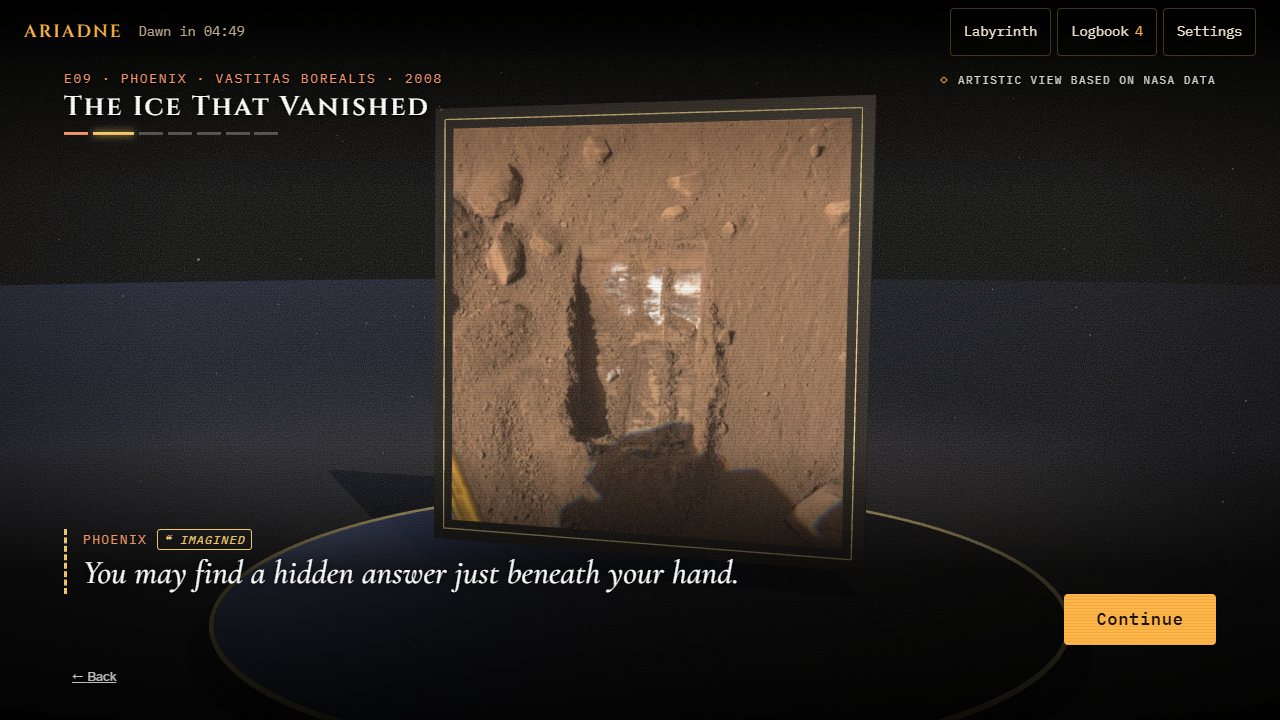 ARIADNE Dawn in 04:49 Labyrinth Logbook 4 Settings
E09 · PHOENIX · VASTITAS BOREALIS · 2008
◇ ARTISTIC VIEW BASED ON NASA DATA
The Ice That Vanished
PHOENIX ❝ IMAGINED
You may find a hidden answer just beneath your hand.
Continue
← Back